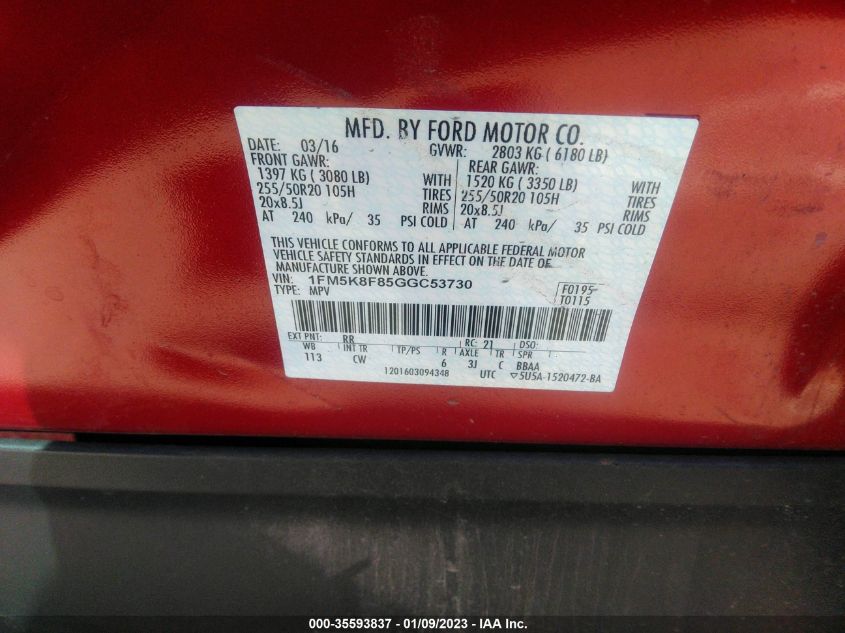 MFD. BY FORD MOTOR CO.
DATE: 03/16 GVWR: 2803 KG ( 6180 LB)
FRONT GAWR: REAR GAWR:
1397 KG ( 3080 LB) WITH 1520 KG ( 3350 LB) WITH
255/50R20 105H TIRES 255/50R20 105H TIRES
20x8.5J RIMS 20x8.5J RIMS
AT 240 kPa/ 35 PSI COLD AT 240 kPa/ 35 PSI COLD
THIS VEHICLE CONFORMS TO ALL APPLICABLE FEDERAL MOTOR
VEHICLE SAFETY STANDARDS IN EFFECT ON THE DATE OF
MANUFACTURE SHOWN ABOVE.
VIN: 1FM5K8F85GGC53730 F0195
TYPE: MPV T0115
EXT PNT: RR RC: 21 DSO:
WB INT TR TP/PS R AXLE TR SPR
113 CW 6 3J C BBAA
1201603094348 UTC ▽5U5A-1520472-BA
000-35593837 - 01/09/2023 - IAA Inc.